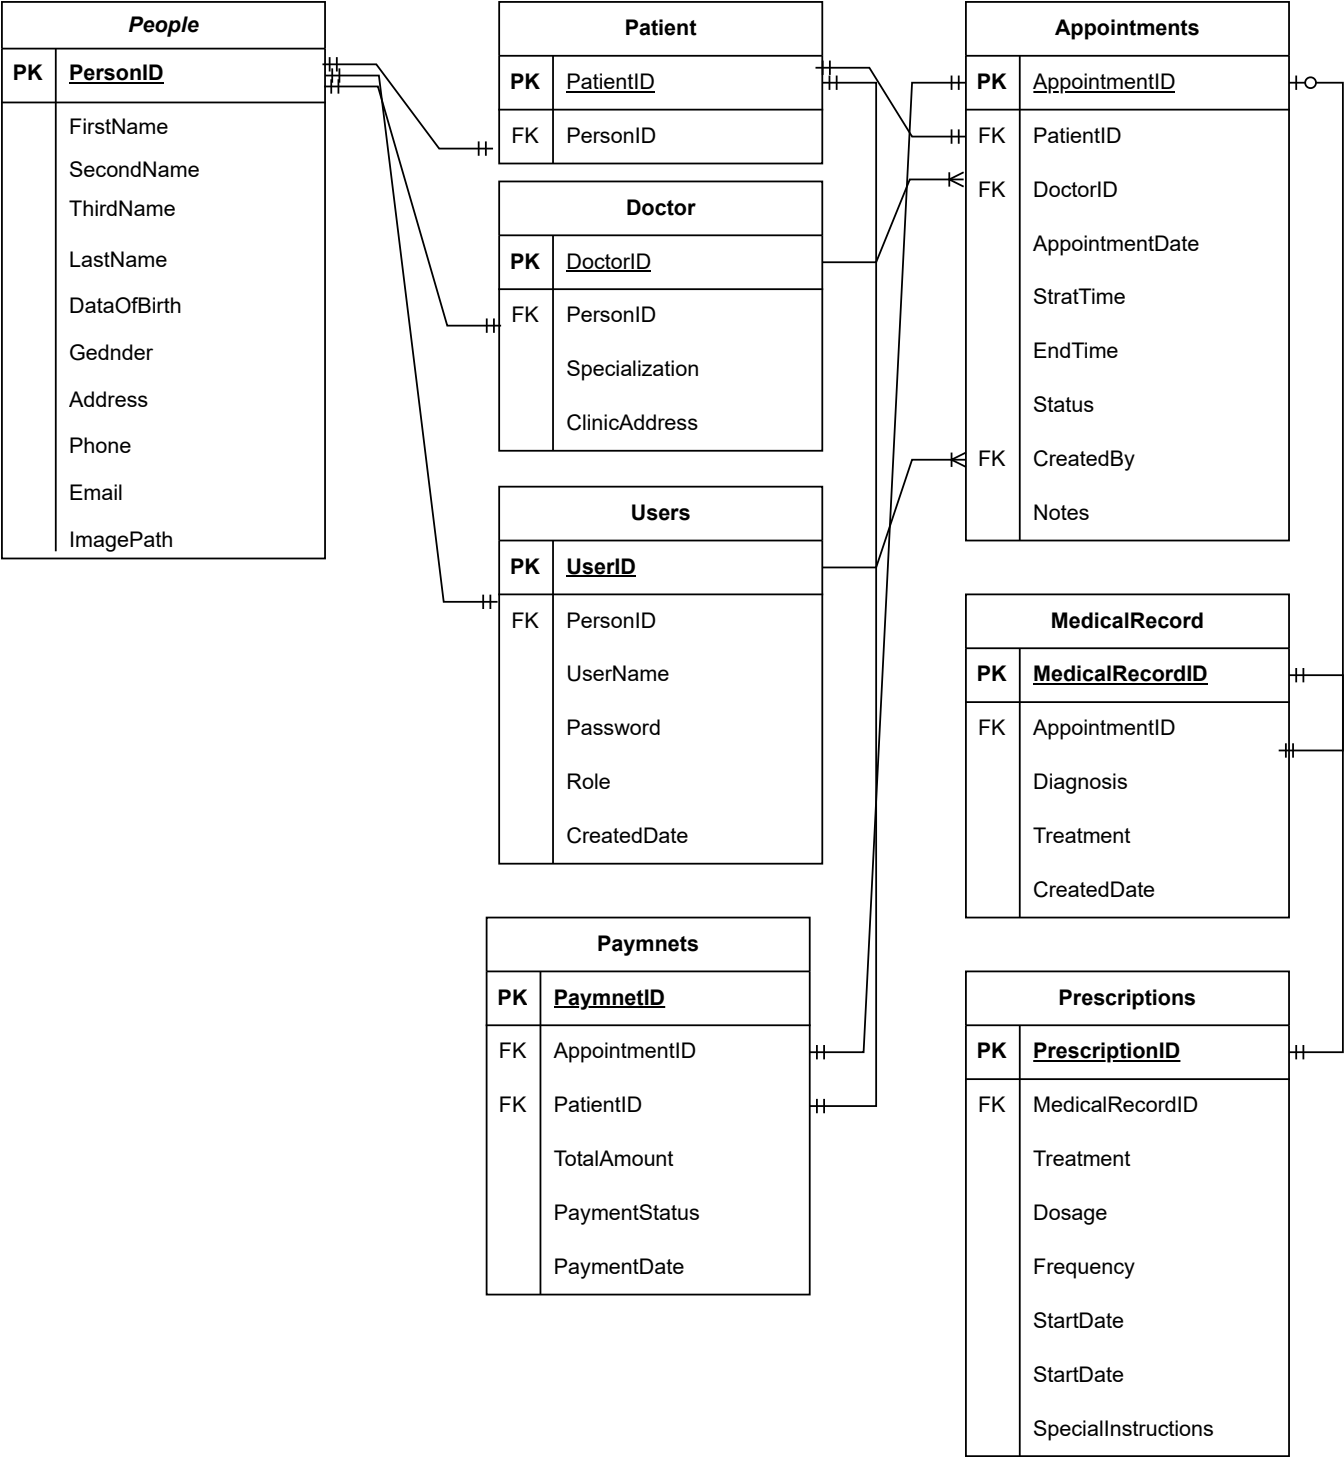 People
PK PersonID
FirstName
SecondName
ThirdName
LastName
DataOfBirth
Gednder
Address
Phone
Email
ImagePath
Patient
PK PatientID
FK PersonID
Doctor
PK DoctorID
FK PersonID
Specialization
ClinicAddress
Users
PK UserID
FK PersonID
UserName
Password
Role
CreatedDate
Paymnets
PK PaymnetID
FK AppointmentID
FK PatientID
TotalAmount
PaymentStatus
PaymentDate
Appointments
PK AppointmentID
FK PatientID
FK DoctorID
AppointmentDate
StratTime
EndTime
Status
FK CreatedBy
Notes
MedicalRecord
PK MedicalRecordID
FK AppointmentID
Diagnosis
Treatment
CreatedDate
Prescriptions
PK PrescriptionID
FK MedicalRecordID
Treatment
Dosage
Frequency
StartDate
StartDate
SpecialInstructions